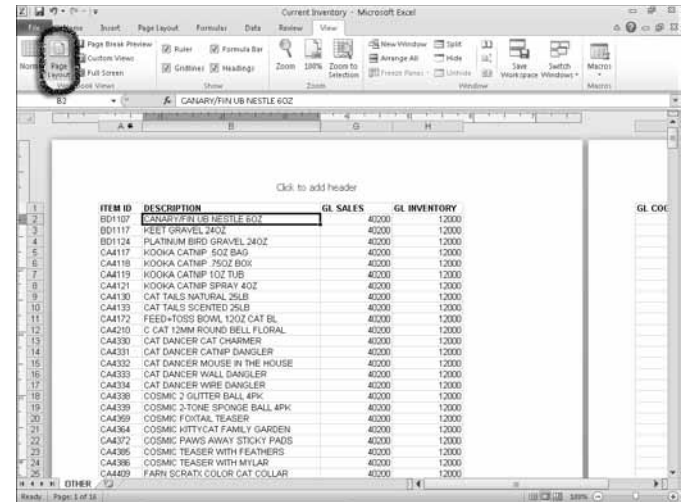 Current Inventory - Microsoft Excel
File Home Insert Page Layout Formulas Data Review View
Normal Page Layout Page Break Preview Custom Views Full Screen
Workbook Views
Ruler Formula Bar
Gridlines Headings
Show
Zoom 100% Zoom to Selection
Zoom
New Window Split
Arrange All Hide
Freeze Panes Unhide
Save Workspace Switch Windows
Window
Macros
Macros
B2 fx CANARY/FIN UB NESTLE 6OZ
A B G H
Click to add header
1 ITEM ID DESCRIPTION GL SALES GL INVENTORY
2 BD1107 CANARY/FIN UB NESTLE 6OZ 40200 12000
3 BD1117 KEET GRAVEL 24OZ 40200 12000
4 BD1124 PLATINUM BIRD GRAVEL 24OZ 40200 12000
5 CA4117 KOOKA CATNIP .5OZ BAG 40200 12000
6 CA4118 KOOKA CATNIP .75OZ BOX 40200 12000
7 CA4119 KOOKA CATNIP 1OZ TUB 40200 12000
8 CA4121 KOOKA CATNIP SPRAY 4OZ 40200 12000
9 CA4130 CAT TAILS NATURAL 25LB 40200 12000
10 CA4133 CAT TAILS SCENTED 25LB 40200 12000
11 CA4172 FEED+TOSS BOWL 12OZ CAT BL 40200 12000
12 CA4210 C CAT 12MM ROUND BELL FLORAL 40200 12000
13 CA4330 CAT DANCER CAT CHARMER 40200 12000
14 CA4331 CAT DANCER CATNIP DANGLER 40200 12000
15 CA4332 CAT DANCER MOUSE IN THE HOUSE 40200 12000
16 CA4333 CAT DANCER WALL DANGLER 40200 12000
17 CA4334 CAT DANCER WIRE DANGLER 40200 12000
18 CA4338 COSMIC 2 GLITTER BALL 4PK 40200 12000
19 CA4339 COSMIC 2-TONE SPONGE BALL 4PK 40200 12000
20 CA4359 COSMIC FOXTAIL TEASER 40200 12000
21 CA4364 COSMIC KITTYCAT FAMILY GARDEN 40200 12000
22 CA4372 COSMIC PAWS AWAY STICKY PADS 40200 12000
23 CA4385 COSMIC TEASER WITH FEATHERS 40200 12000
24 CA4386 COSMIC TEASER WITH MYLAR 40200 12000
25 CA4409 FARN SCRATX COLOR CAT COLLAR 40200 12000
OTHER
Ready Page: 1 of 16 100%